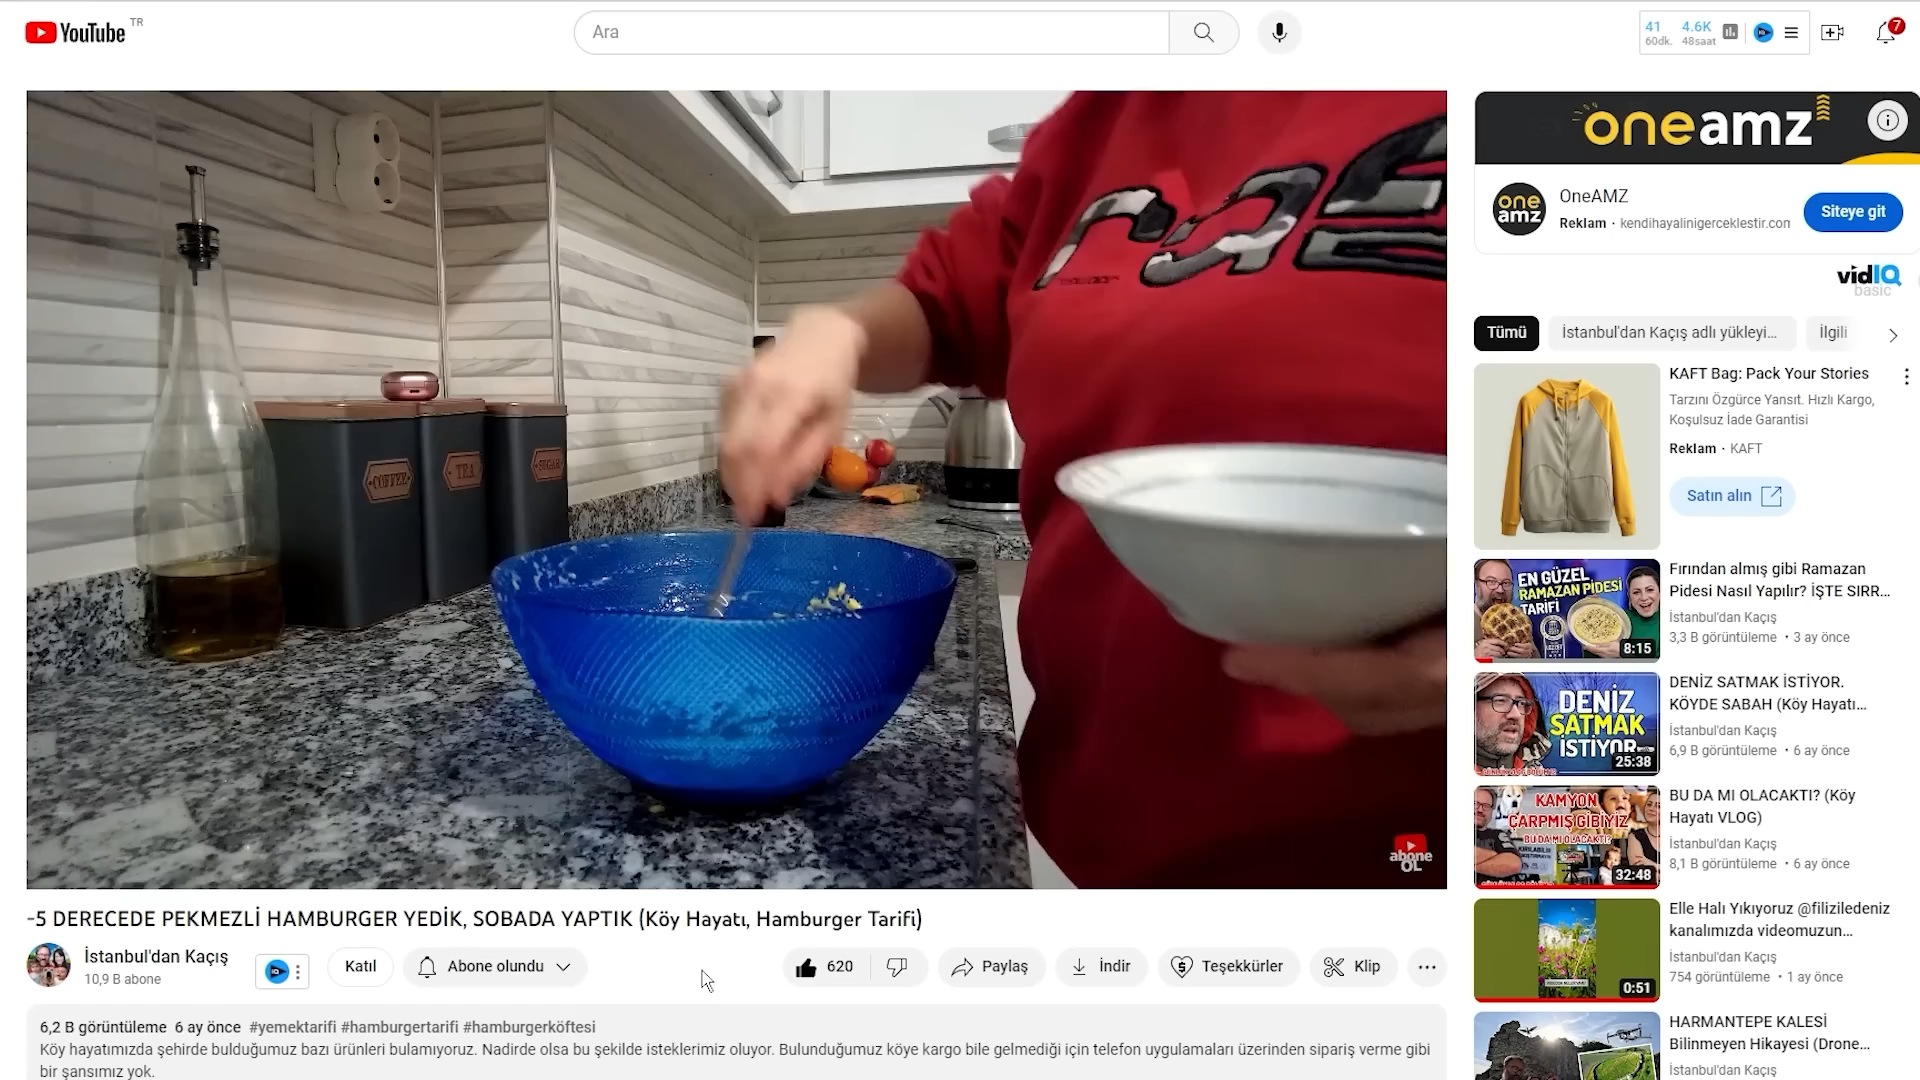 YouTube TR
Ara
41 4.6K
60dk. 48saat
7
COFFEE
TEA
SUGAR
abone
OL
-5 DERECEDE PEKMEZLİ HAMBURGER YEDİK, SOBADA YAPTIK (Köy Hayatı, Hamburger Tarifi)
İstanbul'dan Kaçış
10,9 B abone
Katıl
Abone olundu
620
Paylaş
İndir
Teşekkürler
Klip
6,2 B görüntüleme 6 ay önce #yemektarifi #hamburgertarifi #hamburgerköftesi
Köy hayatımızda şehirde bulduğumuz bazı ürünleri bulamıyoruz. Nadirde olsa bu şekilde isteklerimiz oluyor. Bulunduğumuz köye kargo bile gelmediği için telefon uygulamaları üzerinden sipariş verme gibi
bir şansımız yok.
oneamz
one
amz
OneAMZ
Reklam · kendihayalinigerceklestir.com
Siteye git
vidIQ
basic
Tümü
İstanbul'dan Kaçış adlı yükleyi...
İlgili
KAFT Bag: Pack Your Stories
Tarzını Özgürce Yansıt. Hızlı Kargo,
Koşulsuz İade Garantisi
Reklam · KAFT
Satın alın
EN GÜZEL
RAMAZAN PİDESİ
TARİFİ
8:15
Fırından almış gibi Ramazan
Pidesi Nasıl Yapılır? İŞTE SIRR...
İstanbul'dan Kaçış
3,3 B görüntüleme • 3 ay önce
DENİZ
SATMAK
İSTİYOR
25:38
DENİZ SATMAK İSTİYOR.
KÖYDE SABAH (Köy Hayatı...
İstanbul'dan Kaçış
6,9 B görüntüleme • 6 ay önce
KAMYON
ÇARPMIŞ GİBİYİZ
BU DA MI OLACAKTI?
32:48
BU DA MI OLACAKTI? (Köy
Hayatı VLOG)
İstanbul'dan Kaçış
8,1 B görüntüleme • 6 ay önce
0:51
Elle Halı Yıkıyoruz @filiziledeniz
kanalımızda videomuzun...
İstanbul'dan Kaçış
754 görüntüleme • 1 ay önce
HARMANTEPE KALESİ
Bilinmeyen Hikayesi (Drone...
İstanbul'dan Kaçış